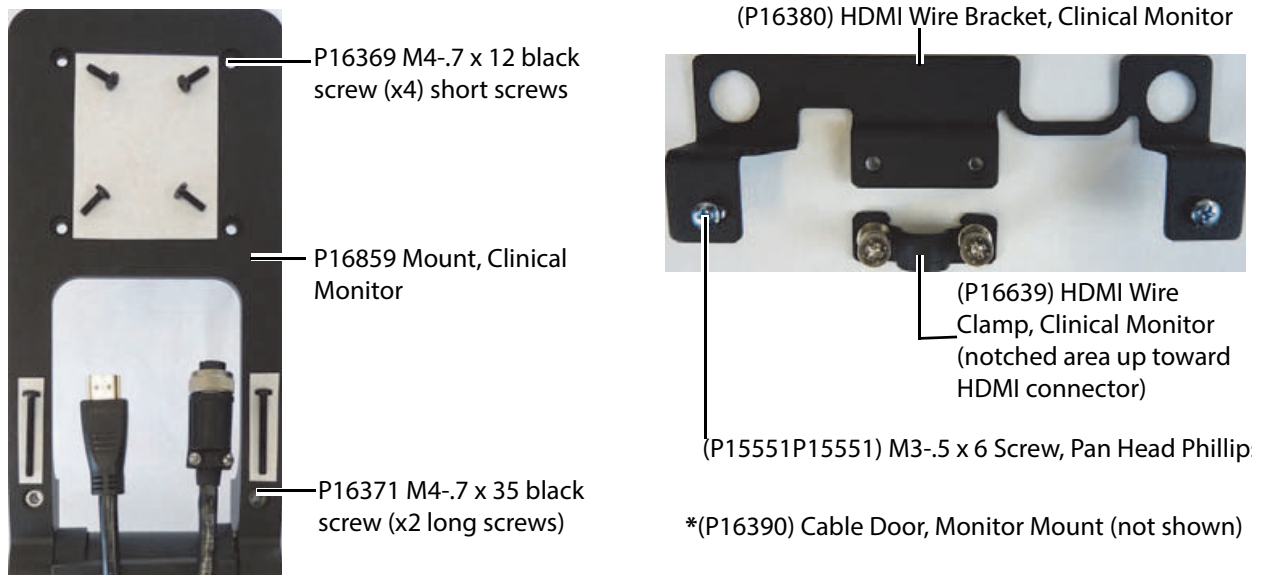 P16369 M4-.7 x 12 black
screw (x4) short screws
P16859 Mount, Clinical
Monitor
P16371 M4-.7 x 35 black
screw (x2 long screws)
(P16380) HDMI Wire Bracket, Clinical Monitor
(P16639) HDMI Wire
Clamp, Clinical Monitor
(notched area up toward
HDMI connector)
(P15551P15551) M3-.5 x 6 Screw, Pan Head Phillips
*(P16390) Cable Door, Monitor Mount (not shown)